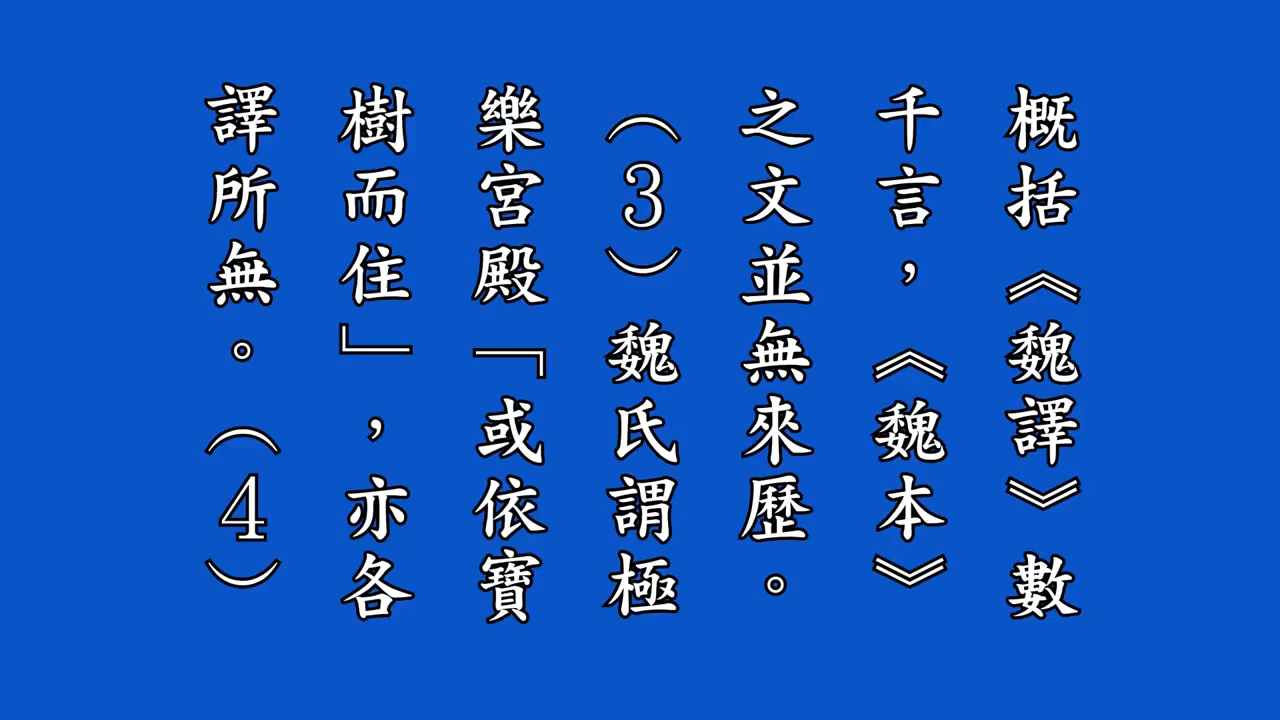 概括《魏譯》數
千言，《魏本》
之文並無來歷。
（3）魏氏謂極
樂宮殿「或依寶
樹而住」，亦各
譯所無。（4）